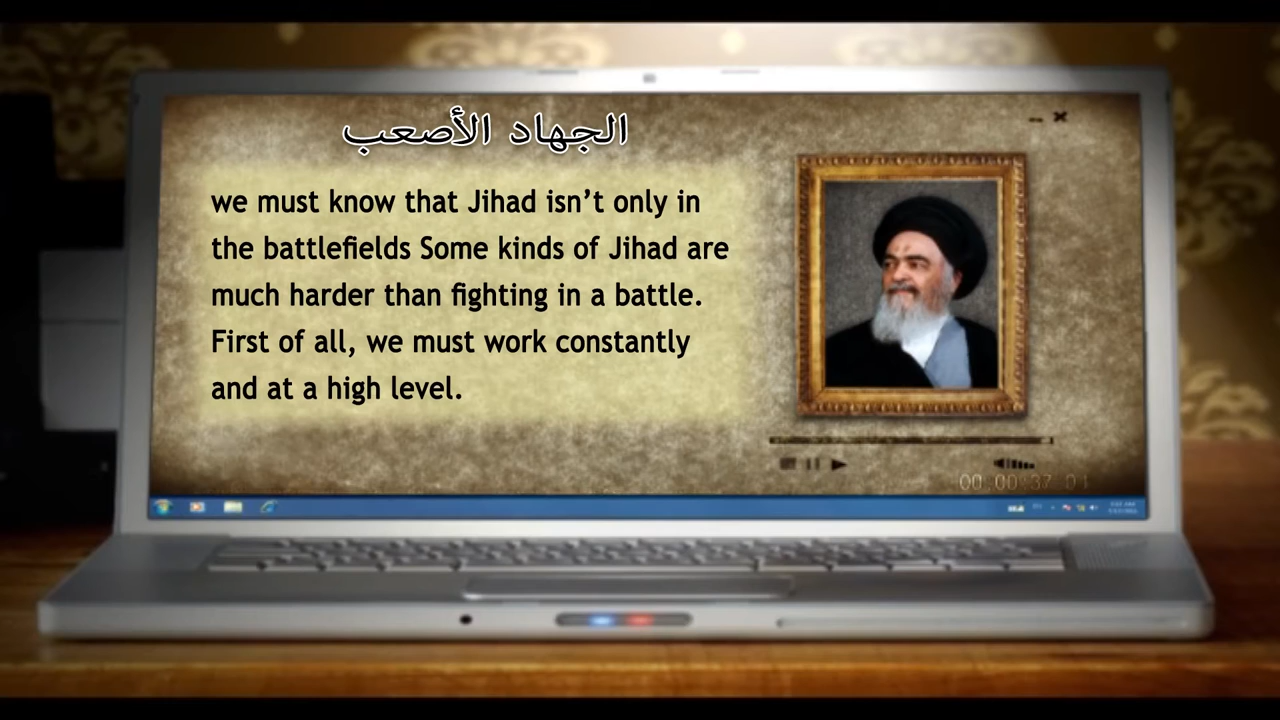 الجهاد الأصعب
we must know that Jihad isn’t only in
the battlefields Some kinds of Jihad are
much harder than fighting in a battle.
First of all, we must work constantly
and at a high level.